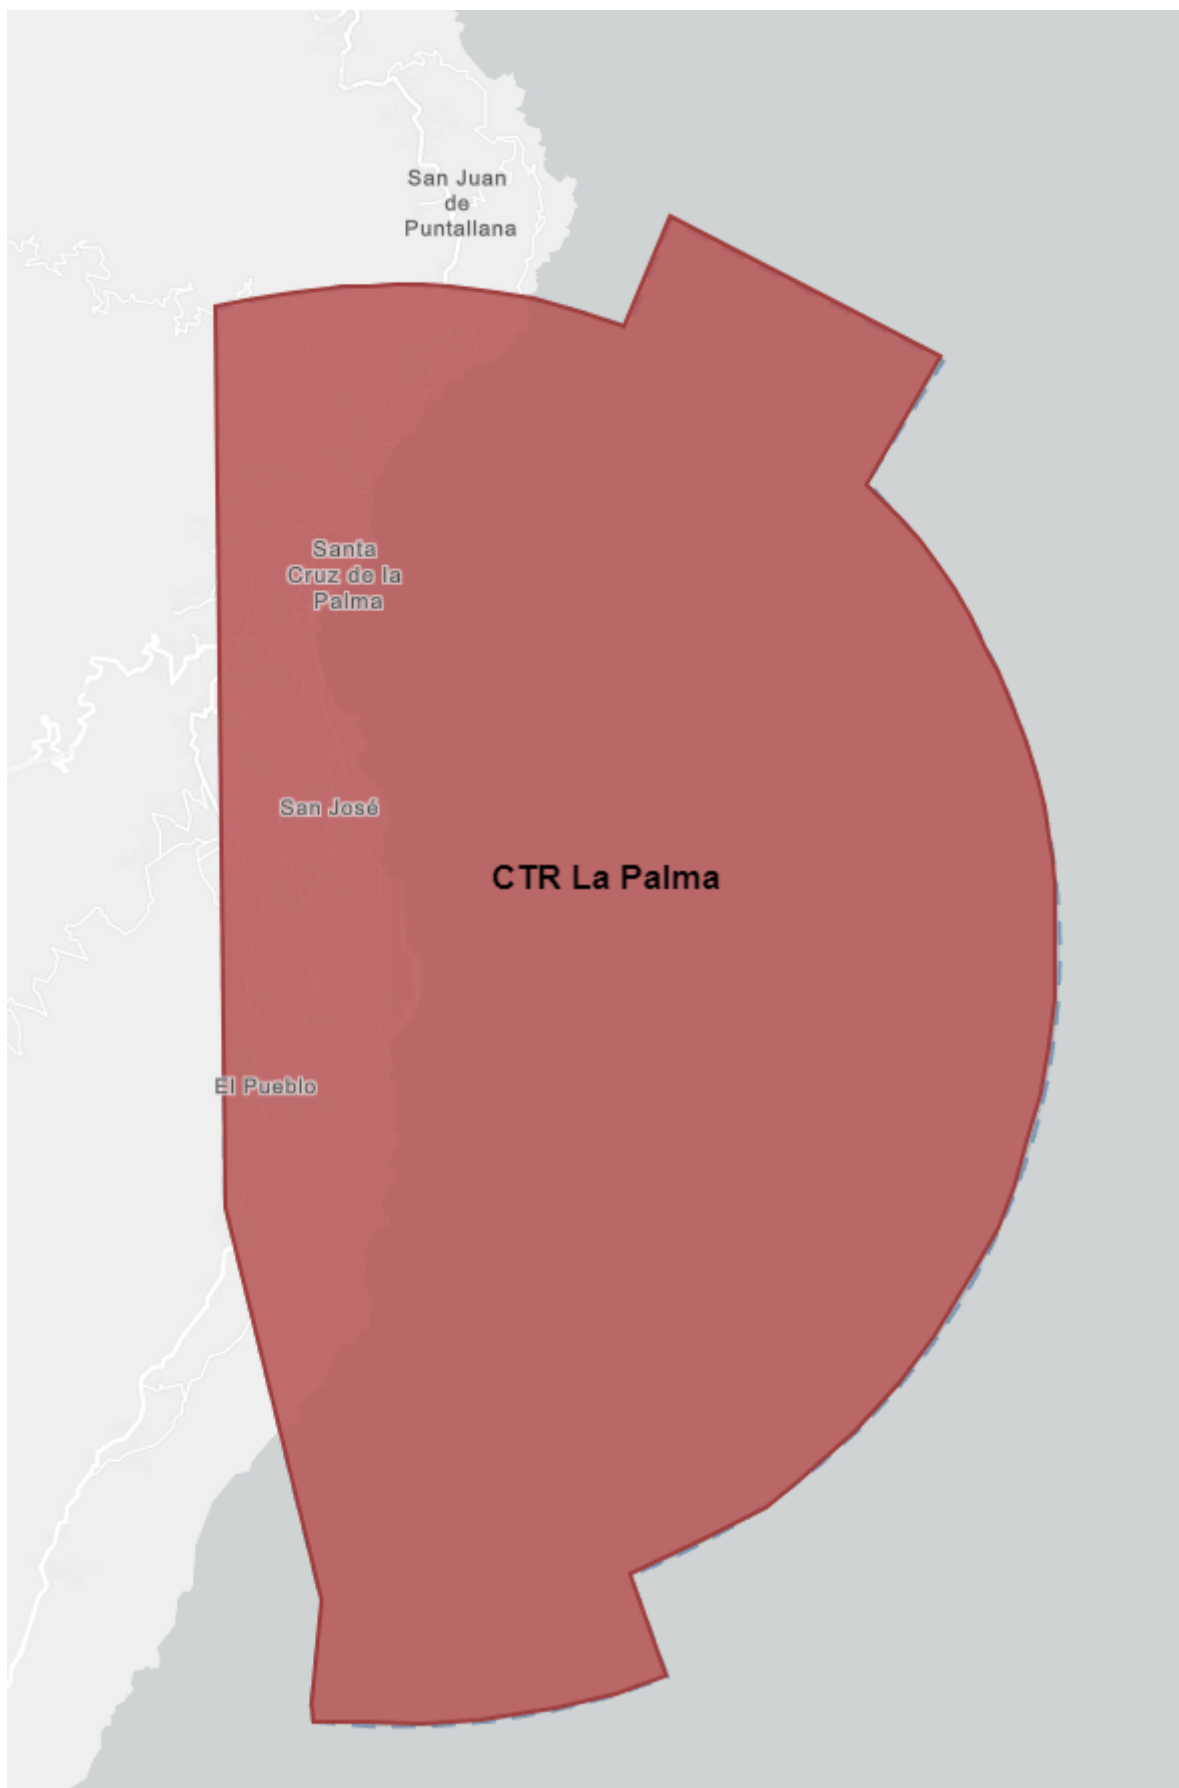 San Juan
de
Puntallana
Santa
Cruz de la
Palma
San José
CTR La Palma
El Pueblo